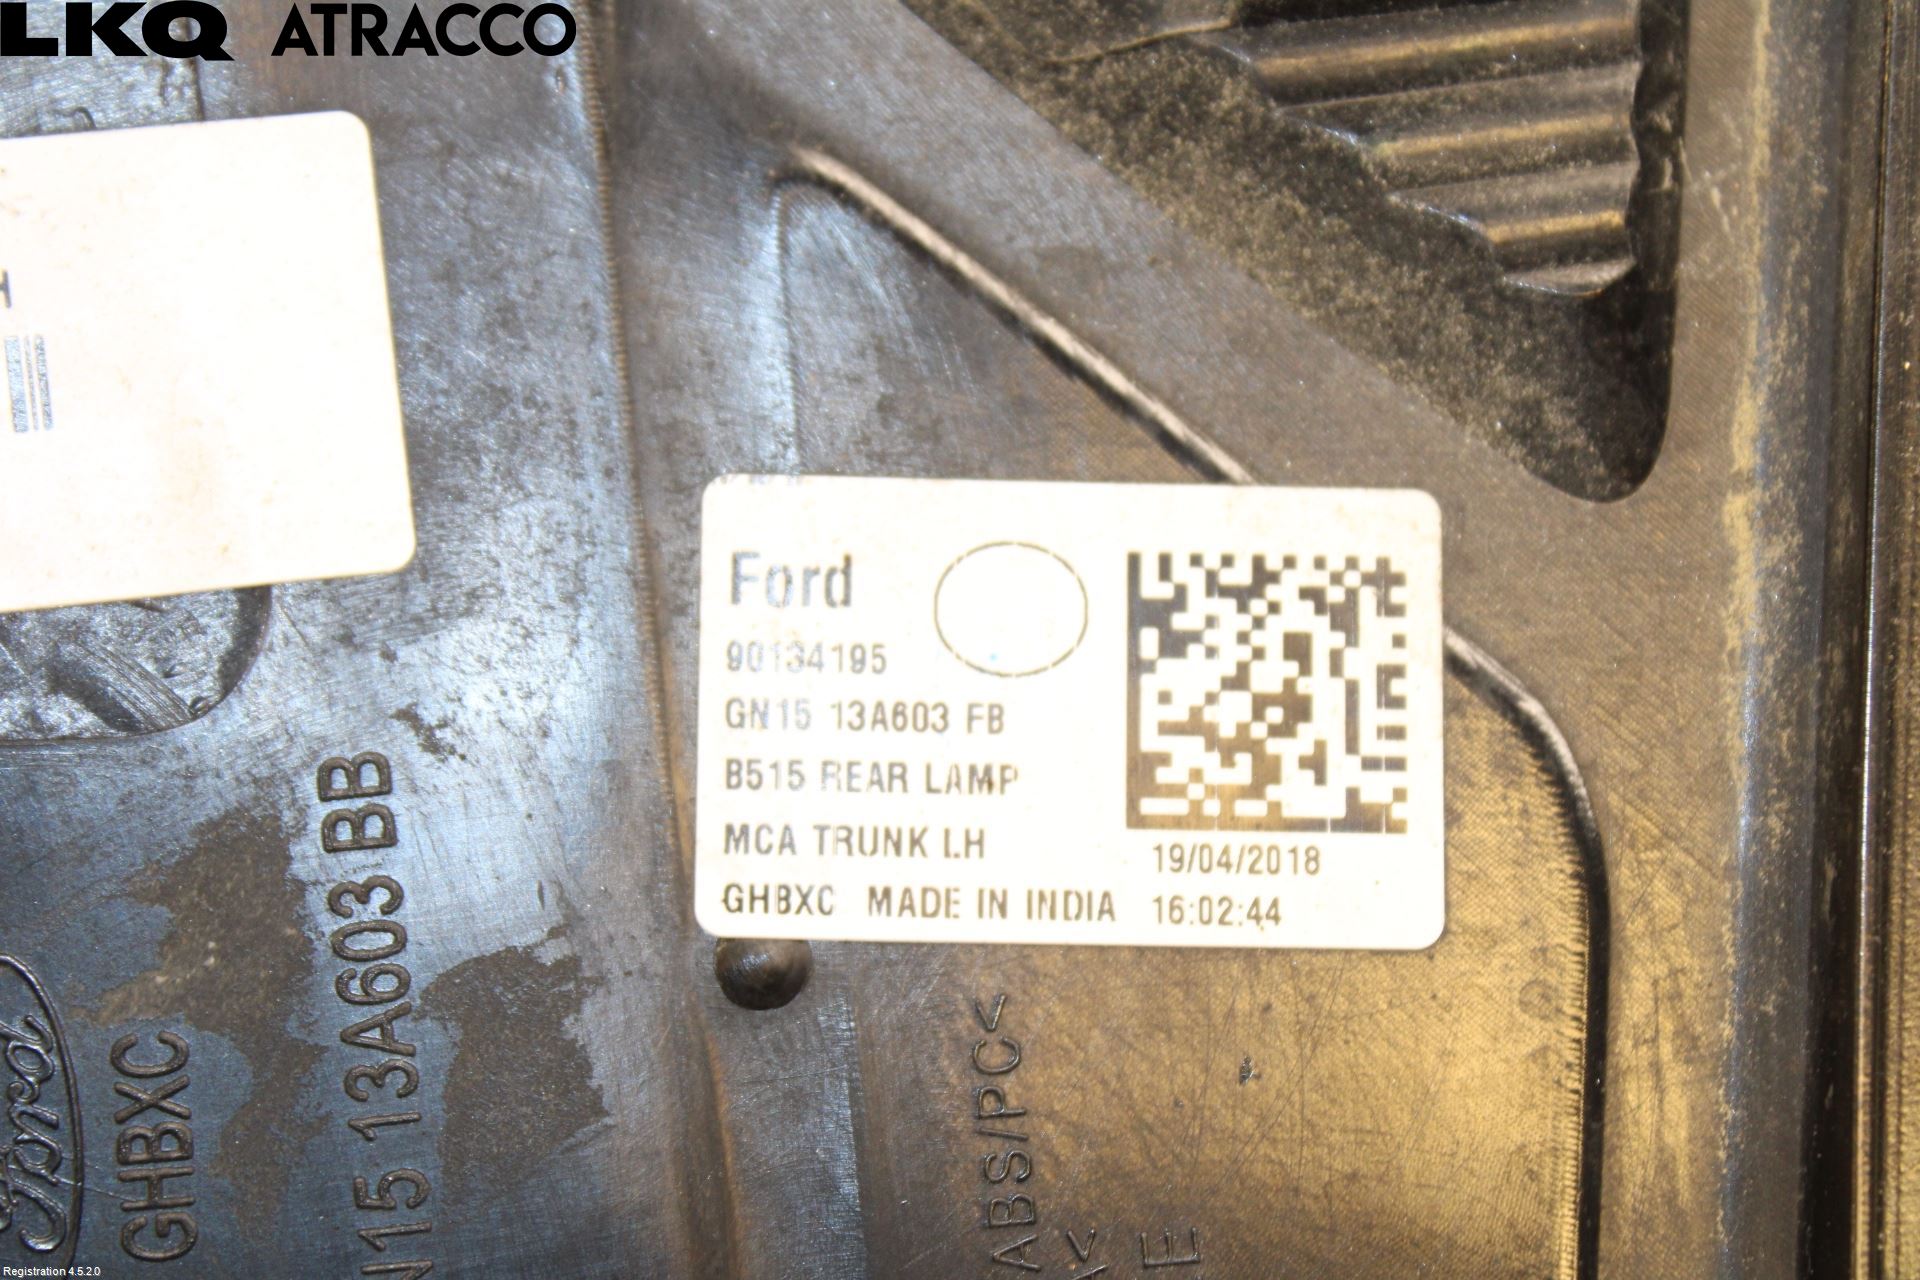 LKQ ATRACCO
Ford
90134195
GN15 13A603 FB
B515 REAR LAMP
MCA TRUNK LH
19/04/2018
GHBXC MADE IN INDIA 16:02:44
Ford
GHBXC
N15 13A603 BB
ABS/PC<
Registration 4.5.2.0